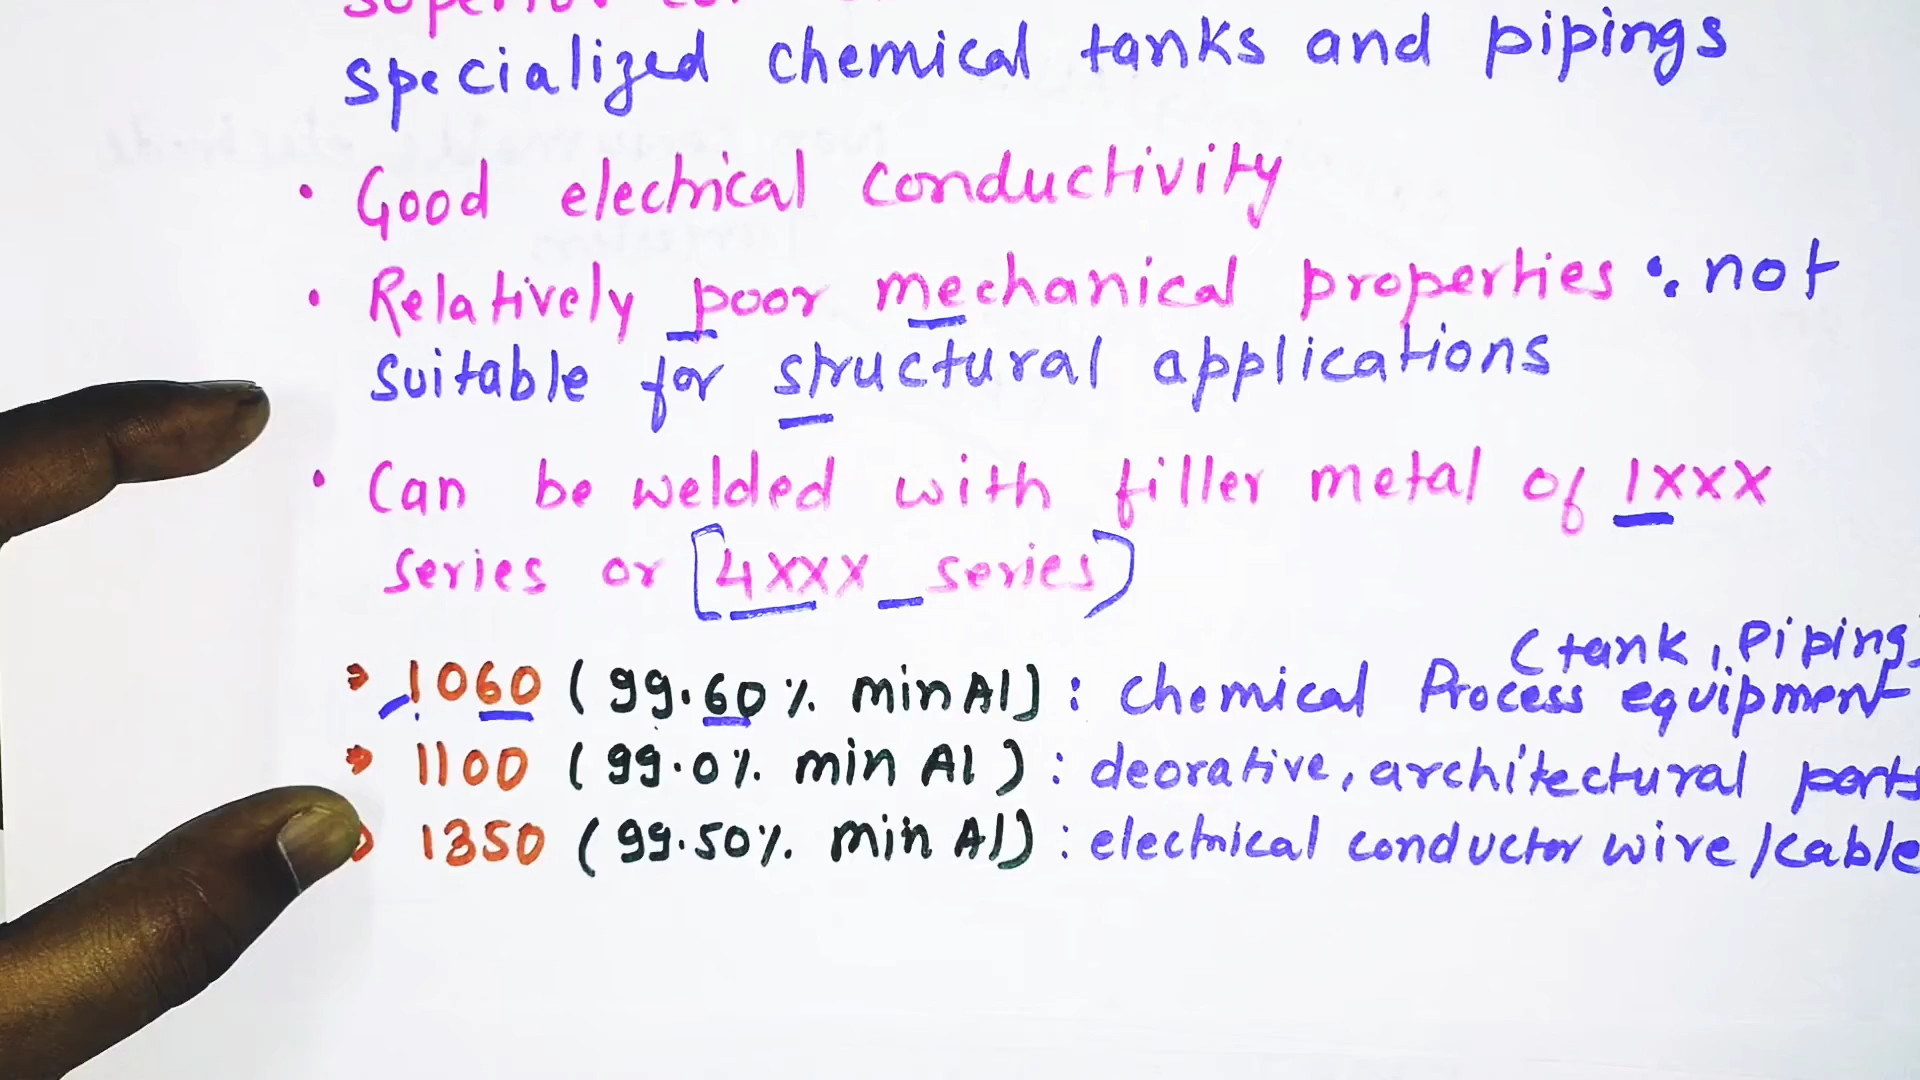 specialized chemical tanks and pipings
• Good electrical conductivity
• Relatively poor mechanical properties : not
suitable for structural applications
• Can be welded with filler metal of 1xxx
series or [4xxx series)
(tank, Piping
1060 (99.60% min Al) : Chemical Process equipment
1100 (99.0% min Al) : deorative, architectural parts
1350 (99.50% min Al) : electrical conductor wire/cable